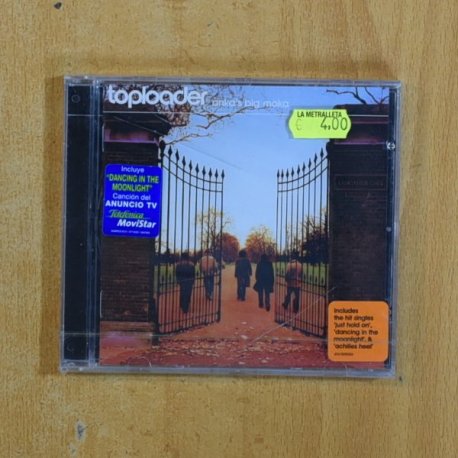 toploader onka's big moka
LA METRALLETA
€ 4,00
Incluye
"DANCING IN THE
MOONLIGHT"
Canción del
ANUNCIO TV
Telefónica
MoviStar
Includes
the hit singles
'just hold on',
'dancing in the
moonlight', &
'achilles heel'